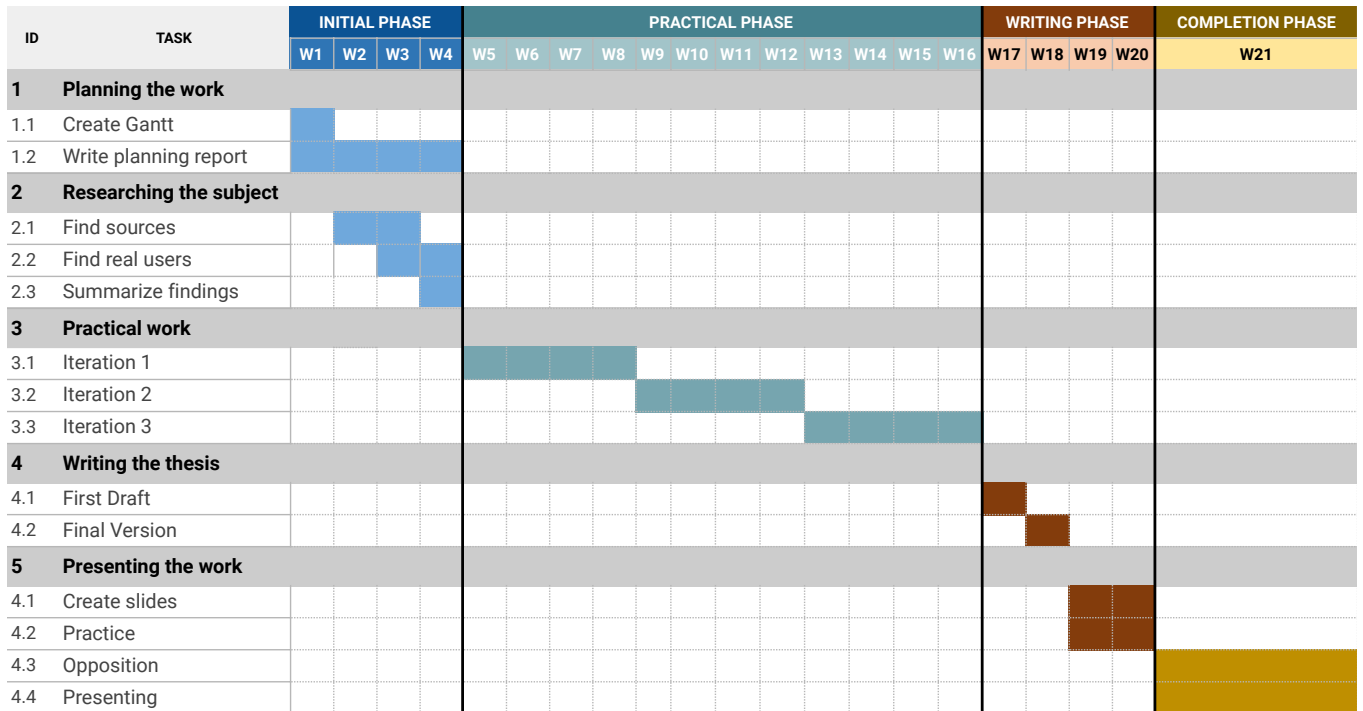 ID TASK INITIAL PHASE PRACTICAL PHASE WRITING PHASE COMPLETION PHASE
W1 W2 W3 W4 W5 W6 W7 W8 W9 W10 W11 W12 W13 W14 W15 W16 W17 W18 W19 W20 W21
1 Planning the work
1.1 Create Gantt
1.2 Write planning report
2 Researching the subject
2.1 Find sources
2.2 Find real users
2.3 Summarize findings
3 Practical work
3.1 Iteration 1
3.2 Iteration 2
3.3 Iteration 3
4 Writing the thesis
4.1 First Draft
4.2 Final Version
5 Presenting the work
4.1 Create slides
4.2 Practice
4.3 Opposition
4.4 Presenting